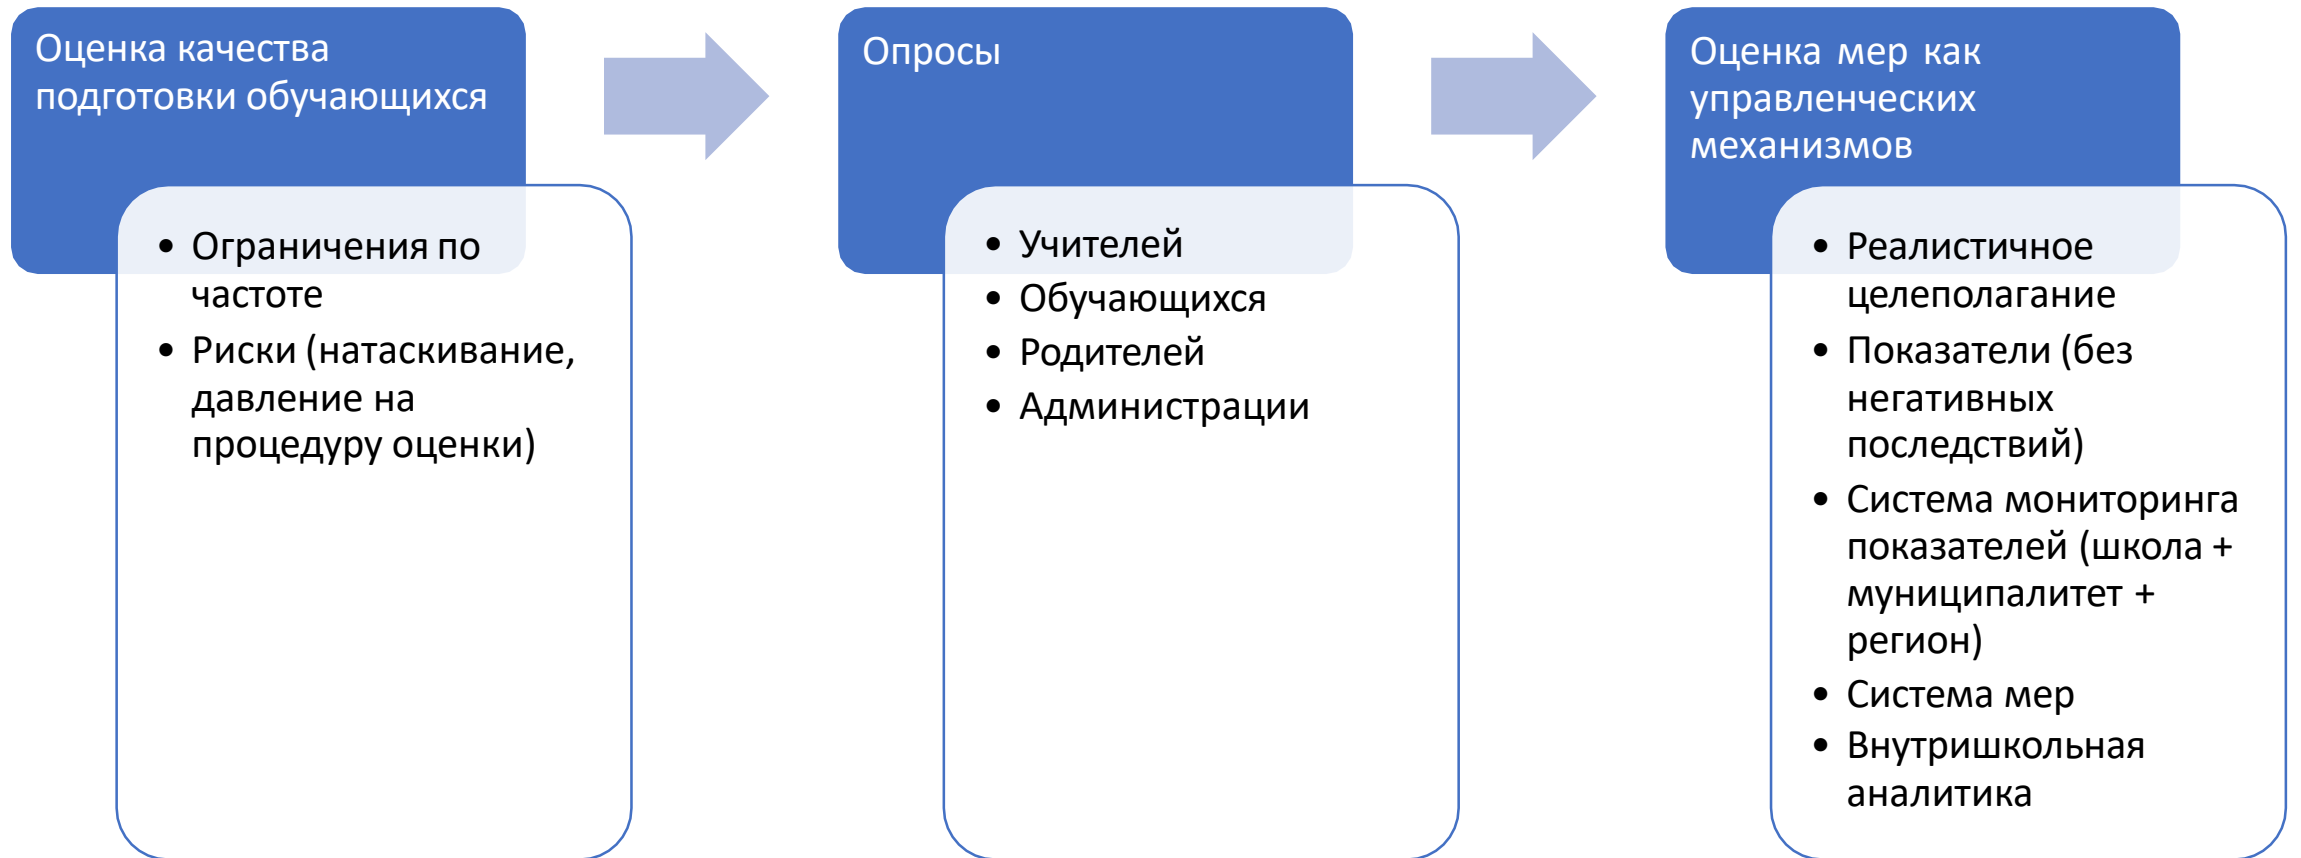 Оценка качества
подготовки обучающихся
• Ограничения по
частоте
• Риски (натаскивание,
давление на
процедуру оценки)
Опросы
• Учителей
• Обучающихся
• Родителей
• Администрации
Оценка мер как
управленческих
механизмов
• Реалистичное
целеполагание
• Показатели (без
негативных
последствий)
• Система мониторинга
показателей (школа +
муниципалитет +
регион)
• Система мер
• Внутришкольная
аналитика